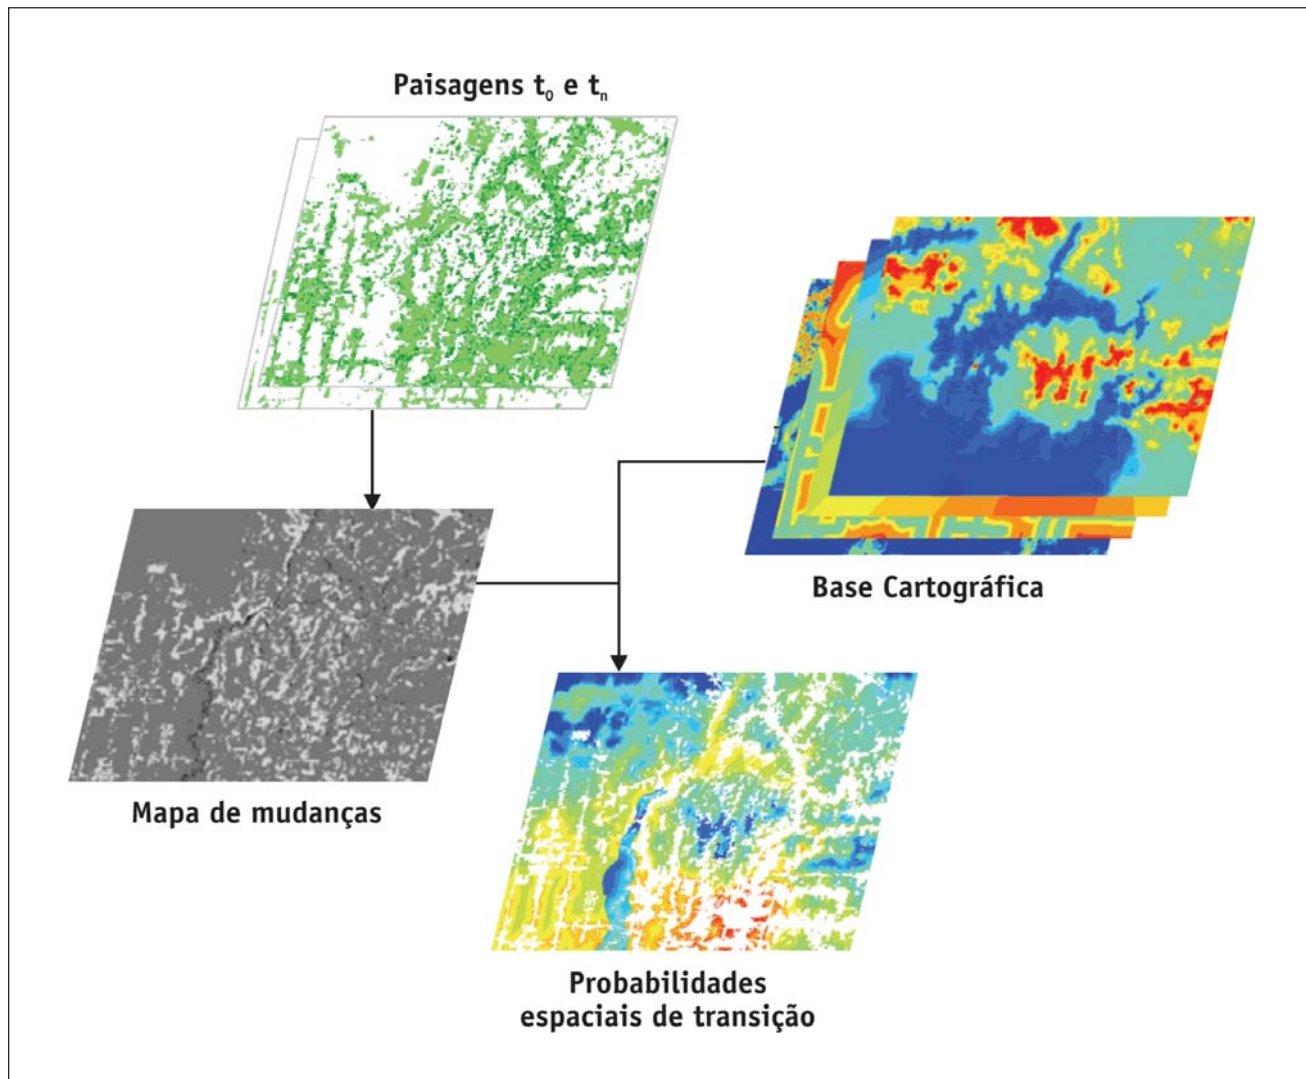 Paisagens t₀ e tₙ
Base Cartográfica
Mapa de mudanças
Probabilidades
espaciais de transição